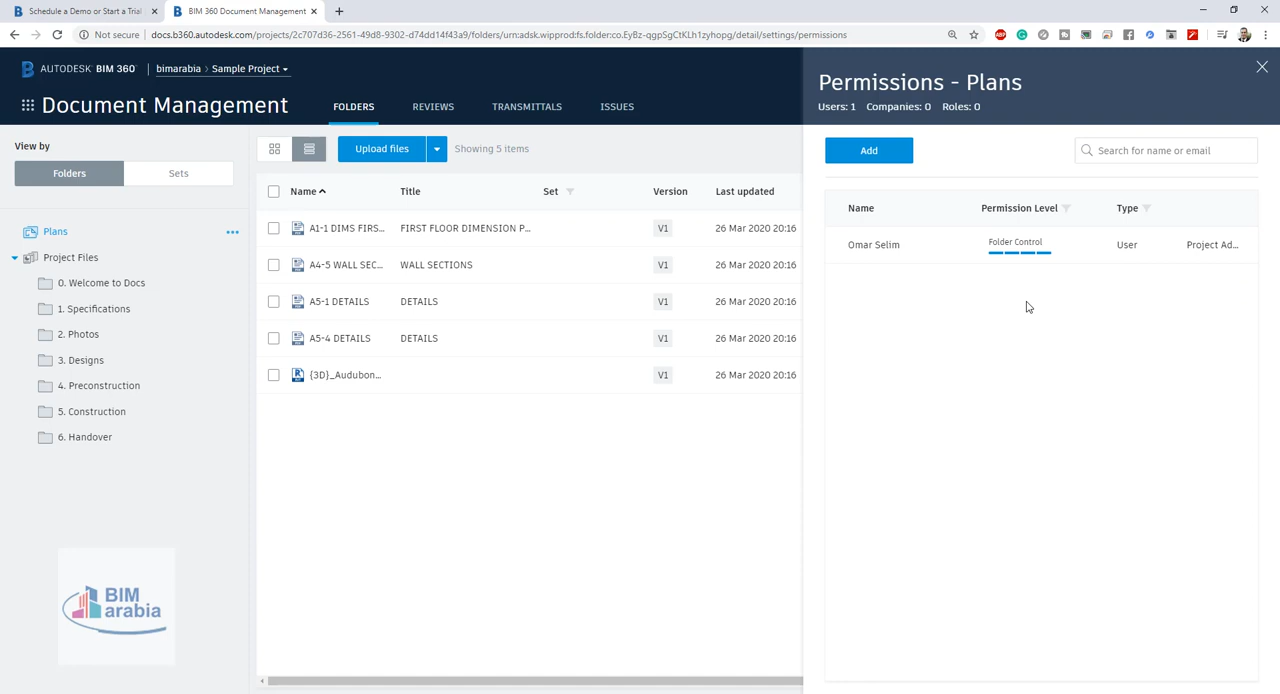 Schedule a Demo or Start a Trial
BIM 360 Document Management
Not secure
docs.b360.autodesk.com/projects/2c707d36-2561-49d8-9302-d74dd14f43a9/folders/urn:adsk.wipprod:fs.folder:co.EyBz-qgpSgCtKLh1zyhopg/detail/settings/permissions
AUTODESK BIM 360
bimarabia > Sample Project
Document Management
FOLDERS
REVIEWS
TRANSMITTALS
ISSUES
Permissions - Plans
Users: 1 Companies: 0 Roles: 0
View by
Folders
Sets
Upload files
Showing 5 items
Add
Search for name or email
Name
Title
Set
Version
Last updated
Name
Permission Level
Type
Plans
Project Files
0. Welcome to Docs
1. Specifications
2. Photos
3. Designs
4. Preconstruction
5. Construction
6. Handover
A1-1 DIMS FIRS... FIRST FLOOR DIMENSION P... V1 26 Mar 2020 20:16
A4-5 WALL SEC... WALL SECTIONS V1 26 Mar 2020 20:16
A5-1 DETAILS DETAILS V1 26 Mar 2020 20:16
A5-4 DETAILS DETAILS V1 26 Mar 2020 20:16
{3D}_Audubon... V1 26 Mar 2020 20:16
Omar Selim Folder Control User Project Ad...
BIM
arabia